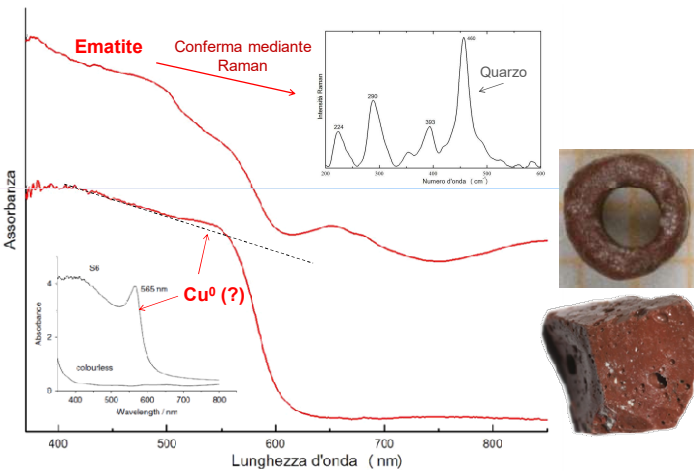 Ematite
Conferma mediante
Raman
Intensità Raman
460
290
224
393
Quarzo
200
300
400
500
600
Numero d'onda ( cm⁻¹)
Assorbanza
Cu⁰ (?)
S6
565 nm
4
2
0
Absorbance
colourless
400
500
600
700
800
Wavelength / nm
400
500
600
700
800
Lunghezza d'onda ( nm)